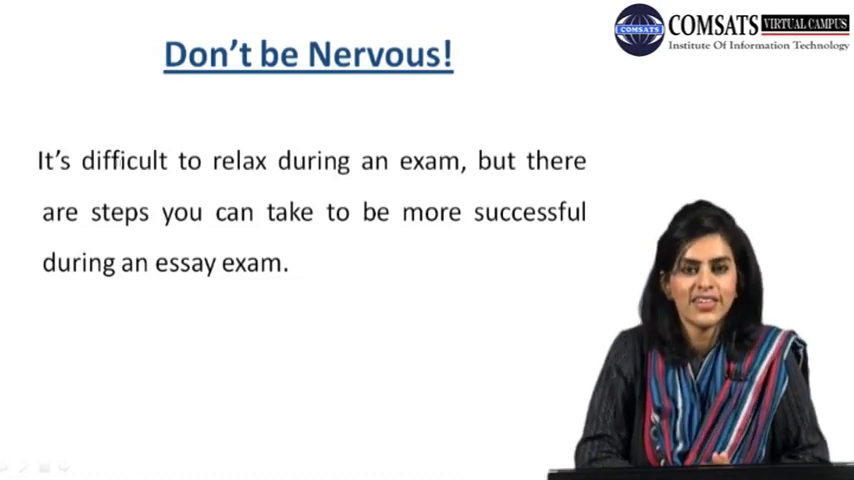 Don't be Nervous!
COMSATS VIRTUAL CAMPUS
Institute Of Information Technology
COMSATS
It's difficult to relax during an exam, but there
are steps you can take to be more successful
during an essay exam.